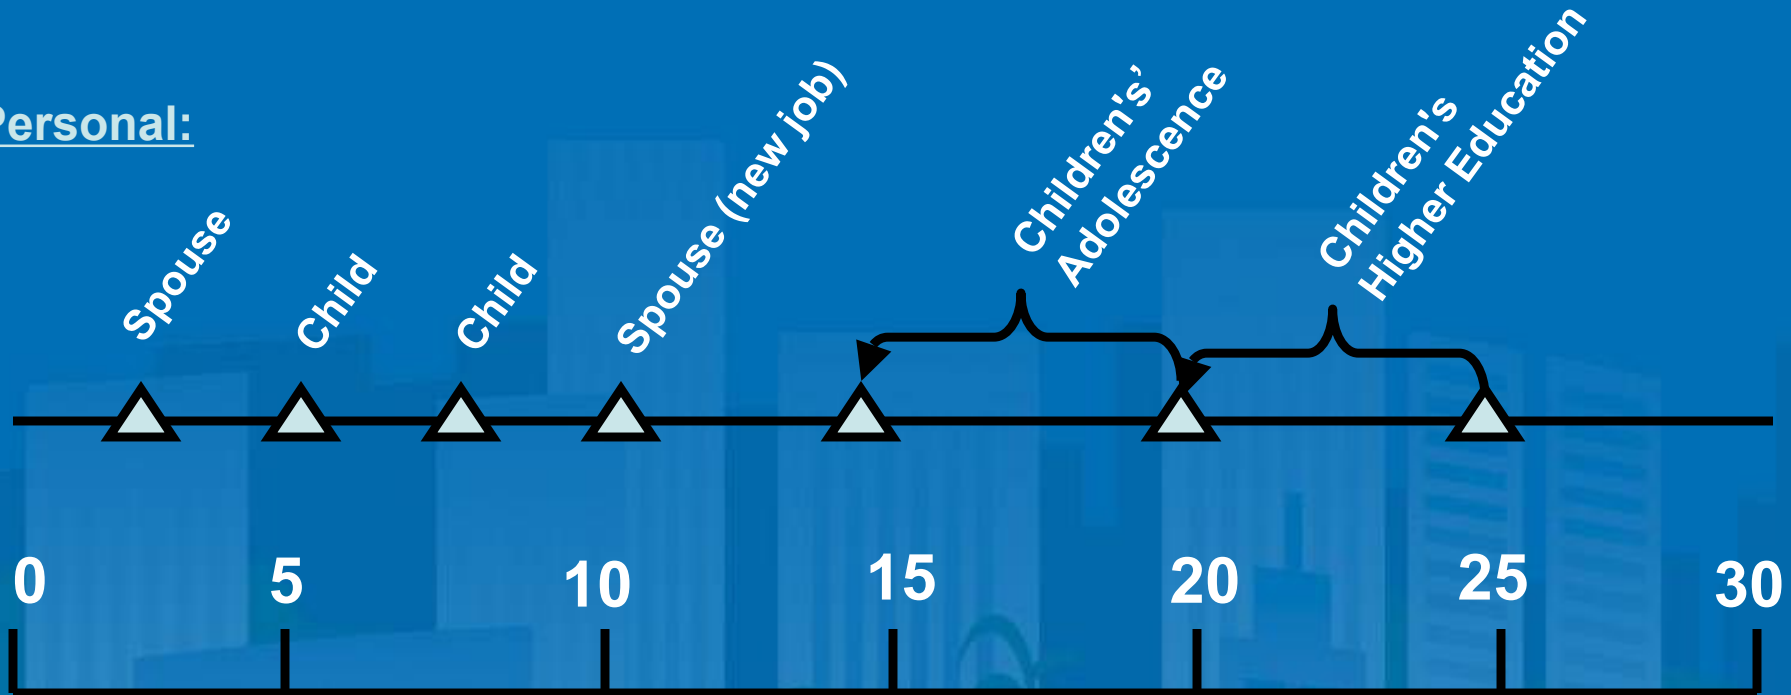 Personal:
Spouse
Child
Child
Spouse (new job)
Children's’
Adolescence
Children's
Higher Education
0 5 10 15 20 25 30